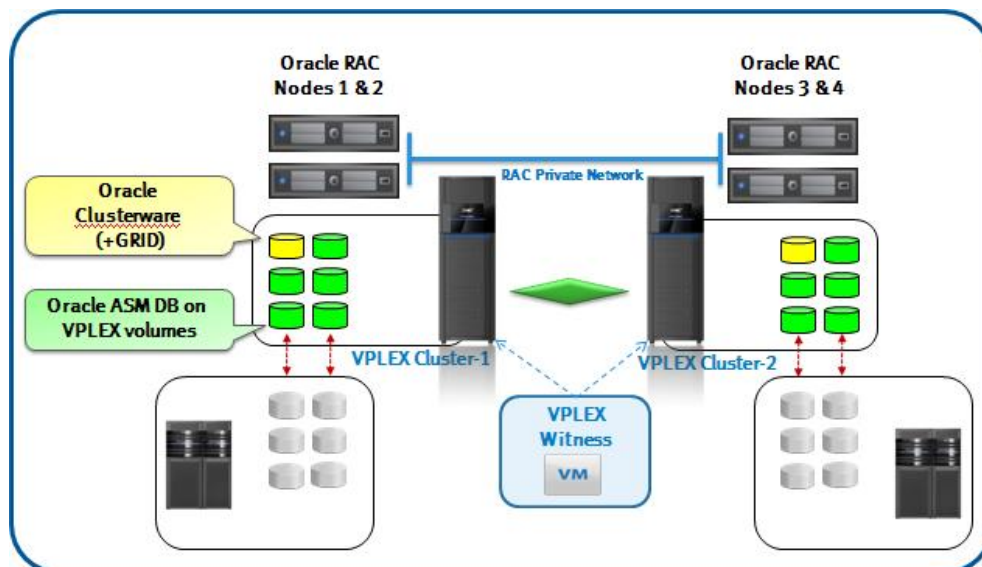 Oracle RAC
Nodes 1 & 2
Oracle RAC
Nodes 3 & 4
RAC Private Network
Oracle
Clusterware
(+GRID)
Oracle ASM DB on
VPLEX volumes
VPLEX Cluster-1
VPLEX Cluster-2
VPLEX
Witness
VM